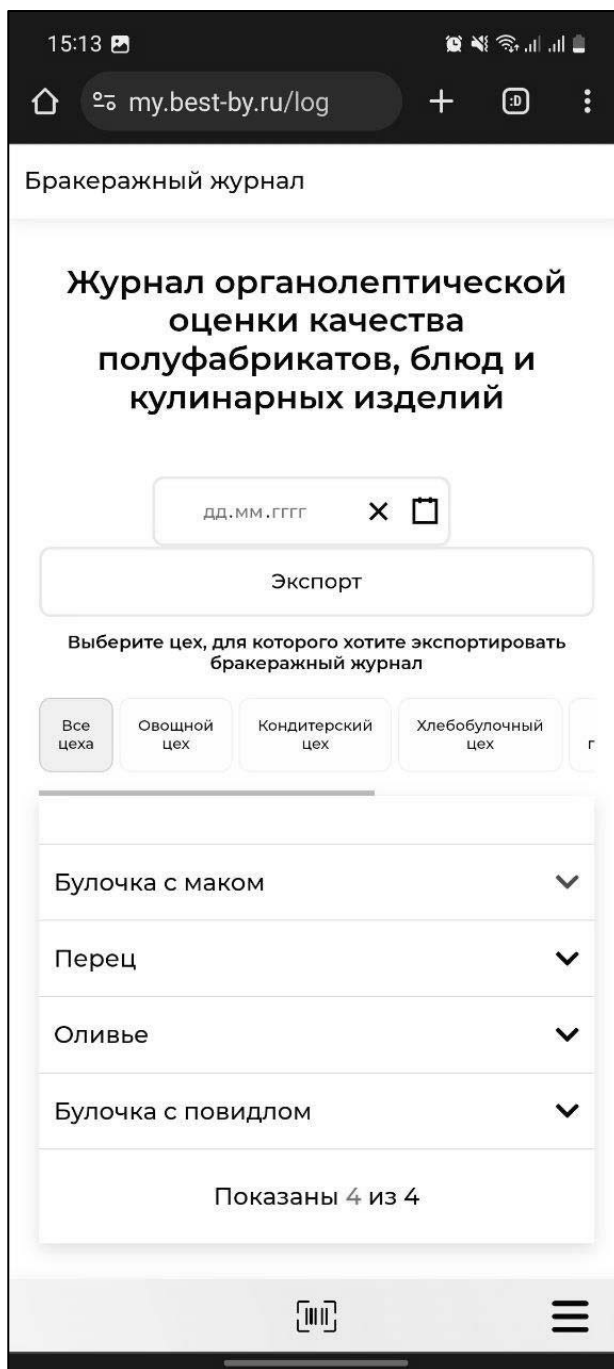 15:13
my.best-by.ru/log
:D
Бракеражный журнал
Журнал органолептической
оценки качества
полуфабрикатов, блюд и
кулинарных изделий
дд.мм.гггг
Экспорт
Выберите цех, для которого хотите экспортировать
бракеражный журнал
Все
цеха
Овощной
цех
Кондитерский
цех
Хлебобулочный
цех
Булочка с маком
Перец
Оливье
Булочка с повидлом
Показаны 4 из 4